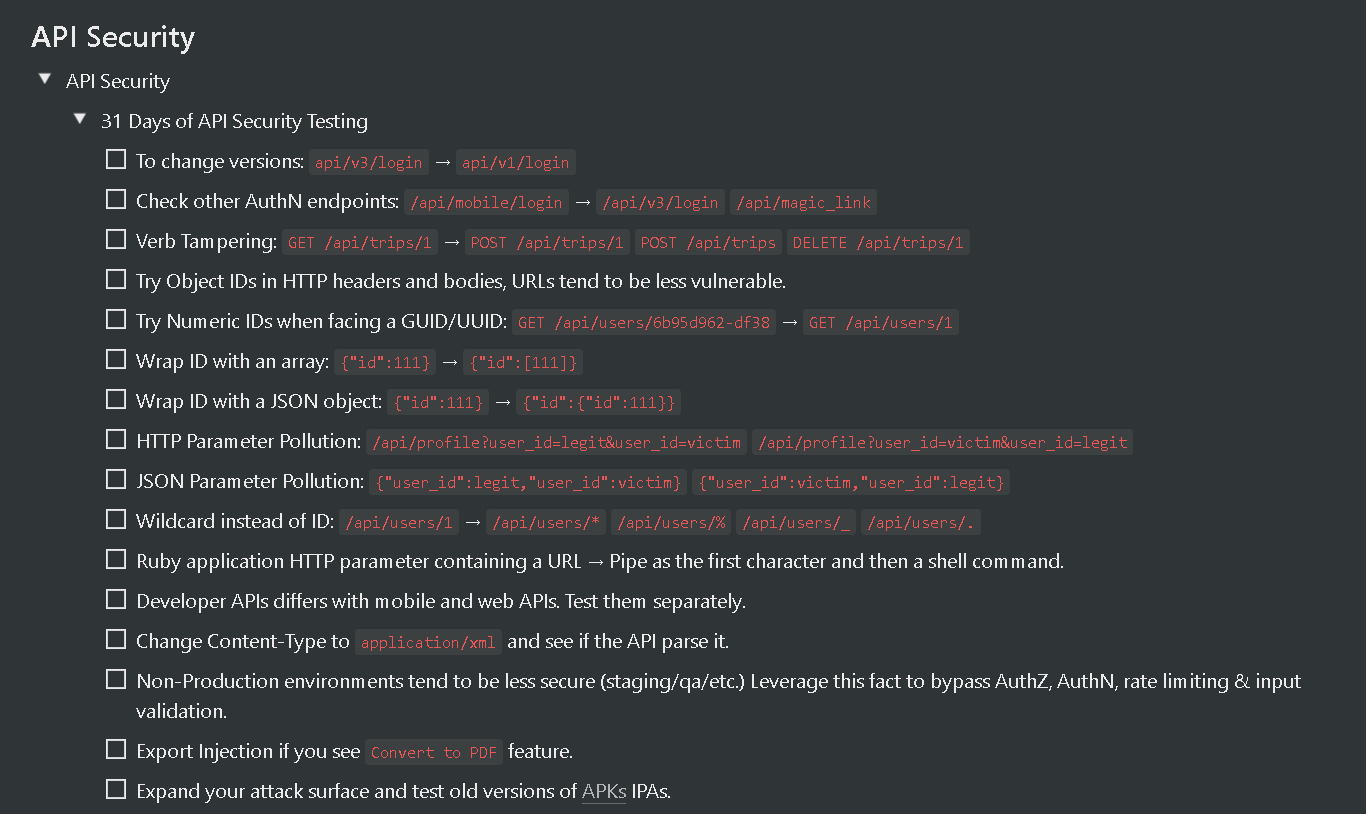 API Security
API Security
31 Days of API Security Testing
To change versions: api/v3/login → api/v1/login
Check other AuthN endpoints: /api/mobile/login → /api/v3/login /api/magic_link
Verb Tampering: GET /api/trips/1 → POST /api/trips/1 POST /api/trips DELETE /api/trips/1
Try Object IDs in HTTP headers and bodies, URLs tend to be less vulnerable.
Try Numeric IDs when facing a GUID/UUID: GET /api/users/6b95d962-df38 → GET /api/users/1
Wrap ID with an array: {"id":111} → {"id":[111]}
Wrap ID with a JSON object: {"id":111} → {"id":{"id":111}}
HTTP Parameter Pollution: /api/profile?user_id=legit&user_id=victim /api/profile?user_id=victim&user_id=legit
JSON Parameter Pollution: {"user_id":legit,"user_id":victim} {"user_id":victim,"user_id":legit}
Wildcard instead of ID: /api/users/1 → /api/users/* /api/users/% /api/users/_ /api/users/.
Ruby application HTTP parameter containing a URL → Pipe as the first character and then a shell command.
Developer APIs differs with mobile and web APIs. Test them separately.
Change Content-Type to application/xml and see if the API parse it.
Non-Production environments tend to be less secure (staging/qa/etc.) Leverage this fact to bypass AuthZ, AuthN, rate limiting & input
validation.
Export Injection if you see Convert to PDF feature.
Expand your attack surface and test old versions of APKs IPAs.